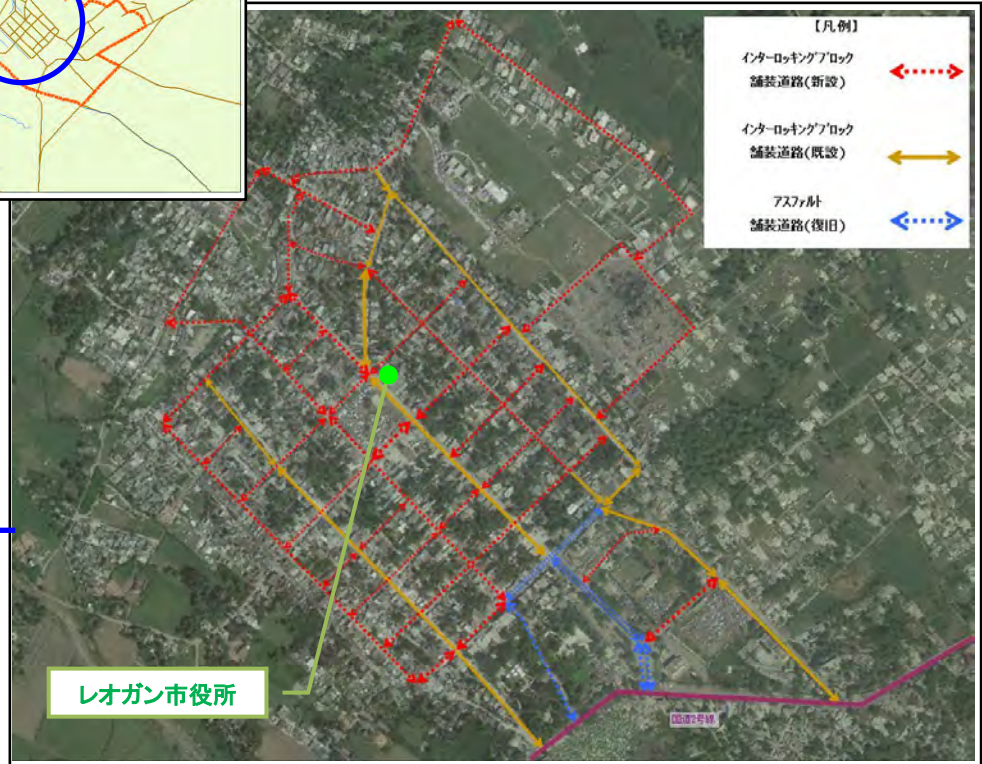 【凡例】
インターロッキングブロック
舗装道路(新設)
インターロッキングブロック
舗装道路(既設)
アスファルト
舗装道路(復旧)
レオガン市役所
国道2号線